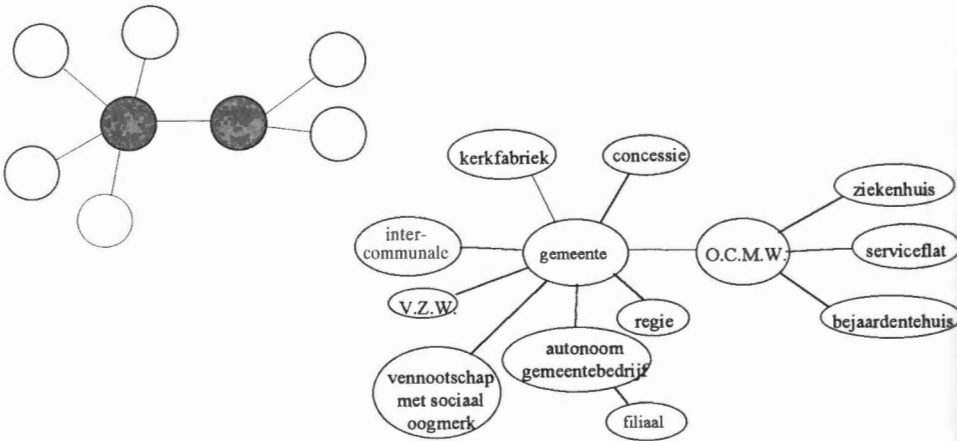 kerkfabriek
concessie
ziekenhuis
inter-
communale
gemeente
O.C.M.W.
serviceflat
V.Z.W.
regie
bejaardentehuis
autonoom
gemeentebedrijf
vennootschap
met sociaal
oogmerk
filiaal